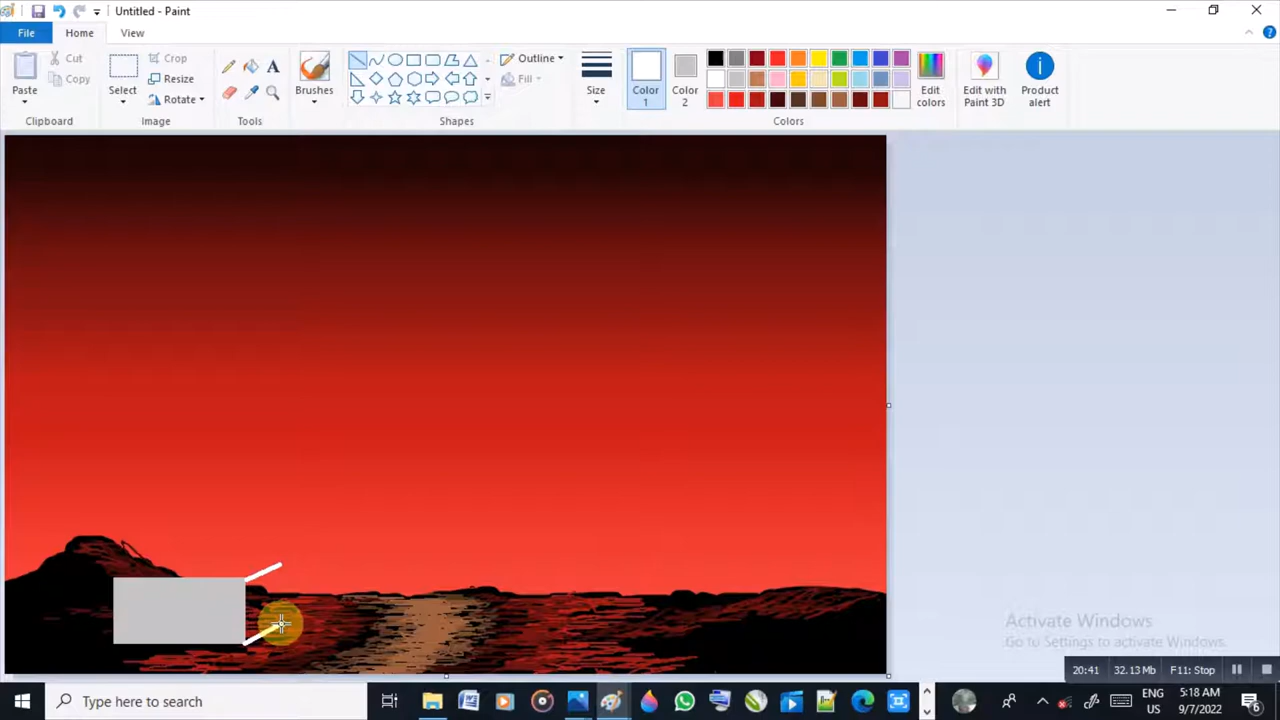 Untitled - Paint
File Home View
Paste
Cut
Copy
Clipboard
Select
Crop
Resize
Rotate
Image
Tools
Brushes
Outline
Fill
Shapes
Size
Color 1
Color 2
Colors
Edit colors
Edit with Paint 3D
Product alert
Activate Windows
Go to Settings to activate Windows.
20:41 32.13 Mb F11: Stop
Type here to search
ENG
US
5:18 AM
9/7/2022
6